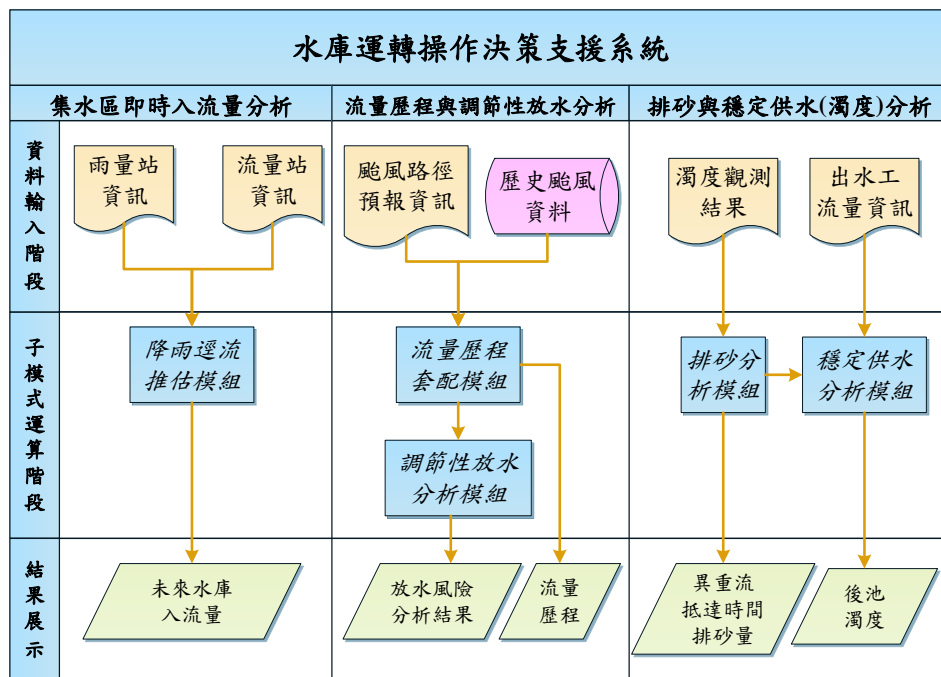 水庫運轉操作決策支援系統
集水區即時入流量分析
流量歷程與調節性放水分析
排砂與穩定供水(濁度)分析
資料輸入階段
雨量站
資訊
流量站
資訊
颱風路徑
預報資訊
歷史颱風
資料
濁度觀測
結果
出水工
流量資訊
子模式運算階段
降雨逕流
推估模組
流量歷程
套配模組
調節性放水
分析模組
排砂分
析模組
穩定供水
分析模組
結果展示
未來水庫
入流量
放水風險
分析結果
流量
歷程
異重流
抵達時間
排砂量
後池
濁度